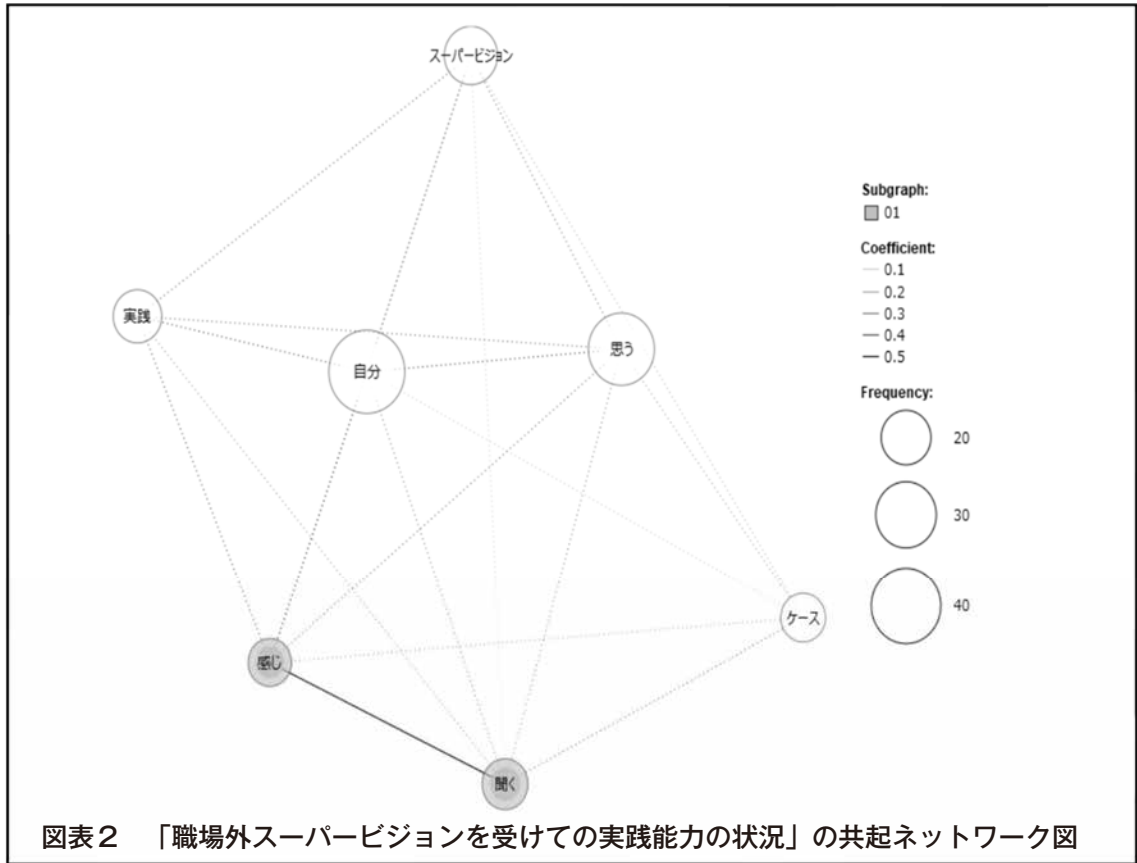 スーパービジョン
実践
自分
思う
感じ
聞く
ケース
Subgraph:
01
Coefficient:
0.1
0.2
0.3
0.4
0.5
Frequency:
20
30
40
図表2 「職場外スーパービジョンを受けての実践能力の状況」の共起ネットワーク図